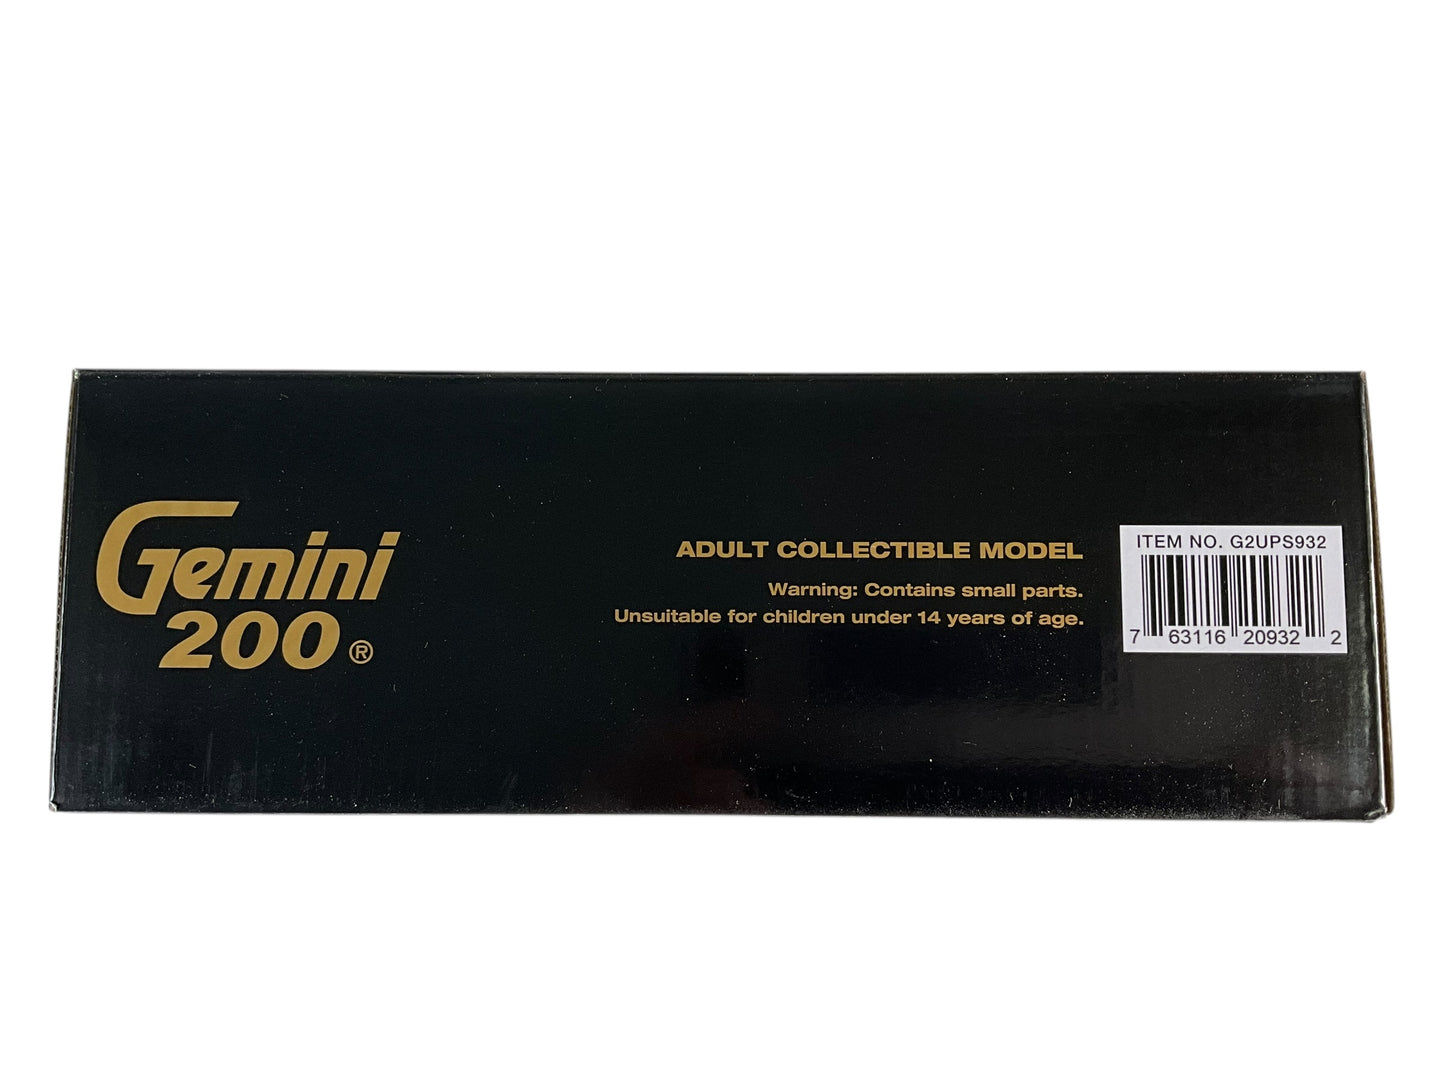 Gemini
200®
ADULT COLLECTIBLE MODEL
Warning: Contains small parts.
Unsuitable for children under 14 years of age.
ITEM NO. G2UPS932
7 63116 20932 2